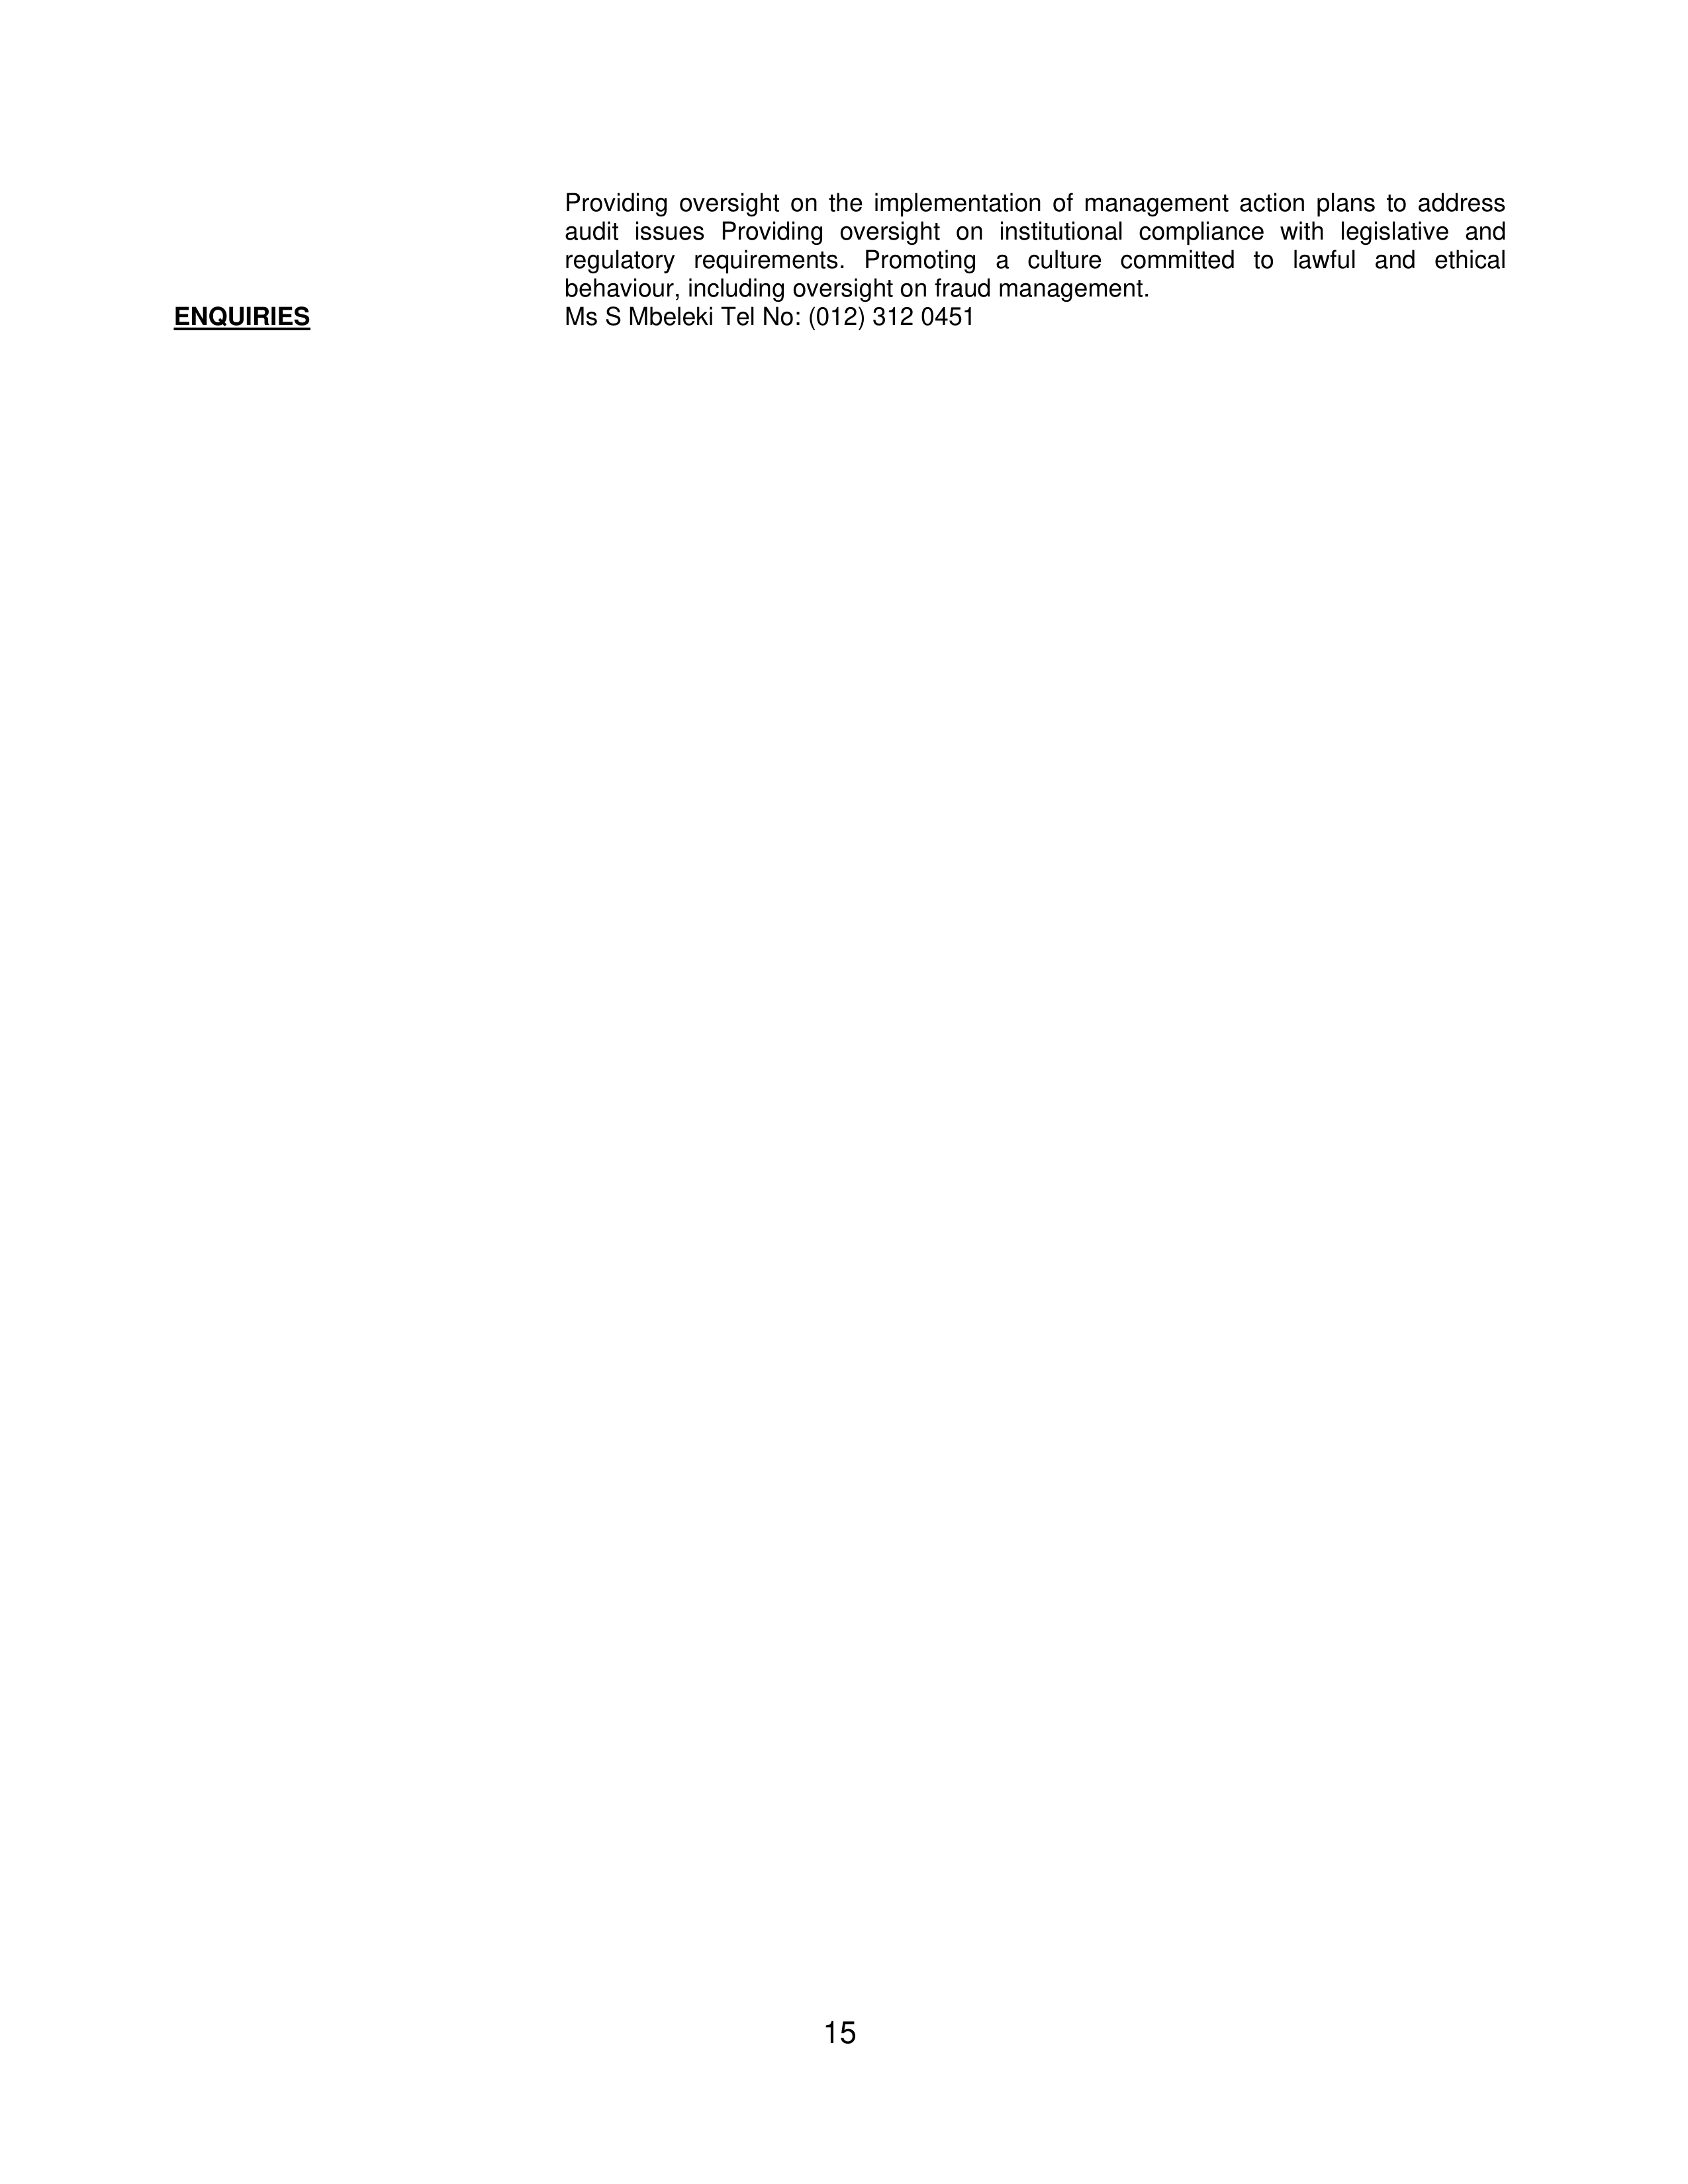 Providing oversight on the implementation of management action plans to address
audit issues Providing oversight on institutional compliance with legislative and
regulatory requirements. Promoting a culture committed to lawful and ethical
behaviour, including oversight on fraud management.
ENQUIRIES Ms S Mbeleki Tel No: (012) 312 0451
15